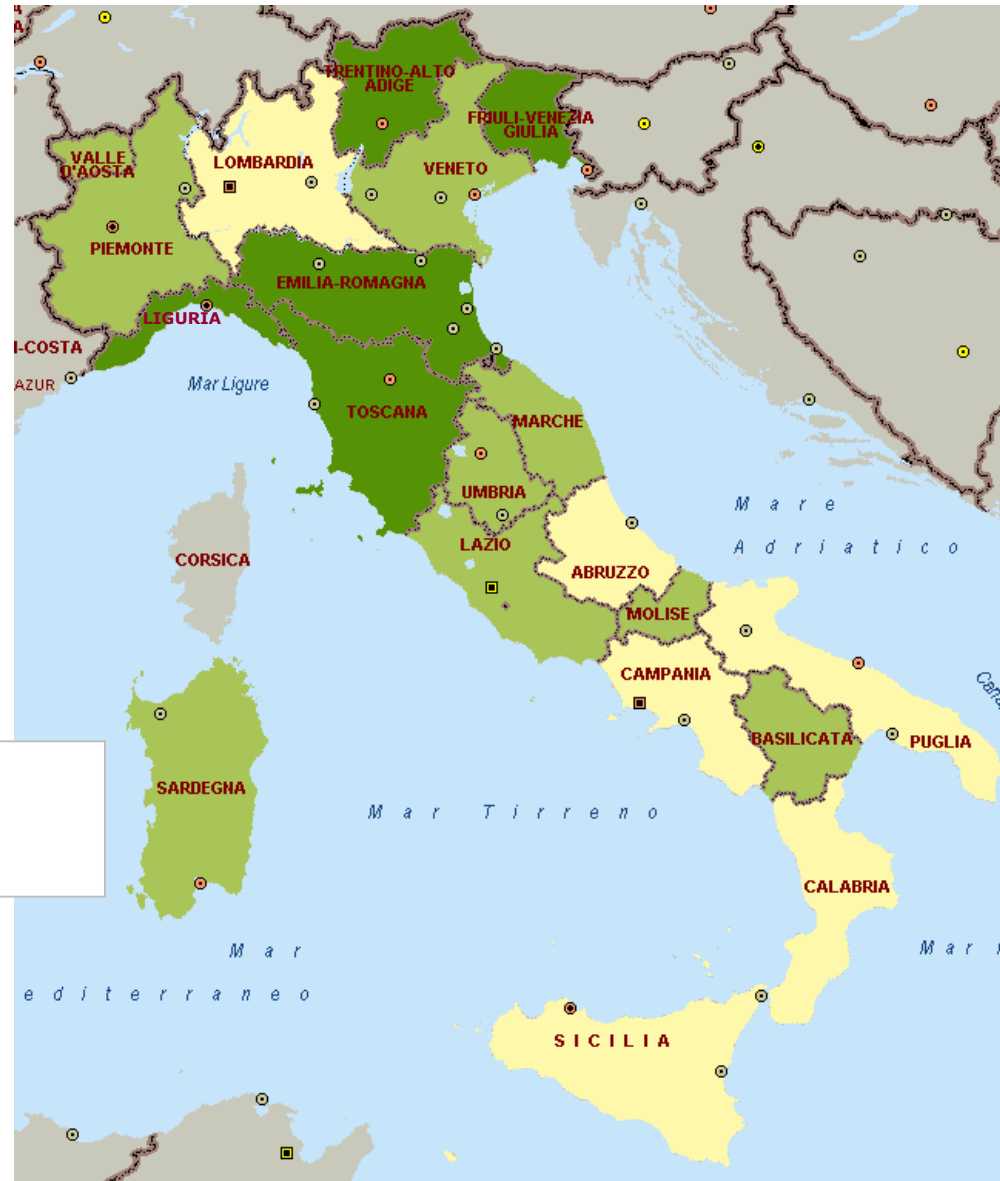 TRENTINO-ALTO
ADIGE
FRIULI-VENEZIA
GIULIA
VALLE
D'AOSTA
LOMBARDIA
VENETO
PIEMONTE
EMILIA-ROMAGNA
LIGURIA
I-COSTA
AZUR
Mar Ligure
TOSCANA
MARCHE
UMBRIA
Mare
Adriatico
LAZIO
CORSICA
ABRUZZO
MOLISE
CAMPANIA
BASILICATA
PUGLIA
SARDEGNA
Mar Tirreno
CALABRIA
Mar
editerraneo
Mar
SICILIA